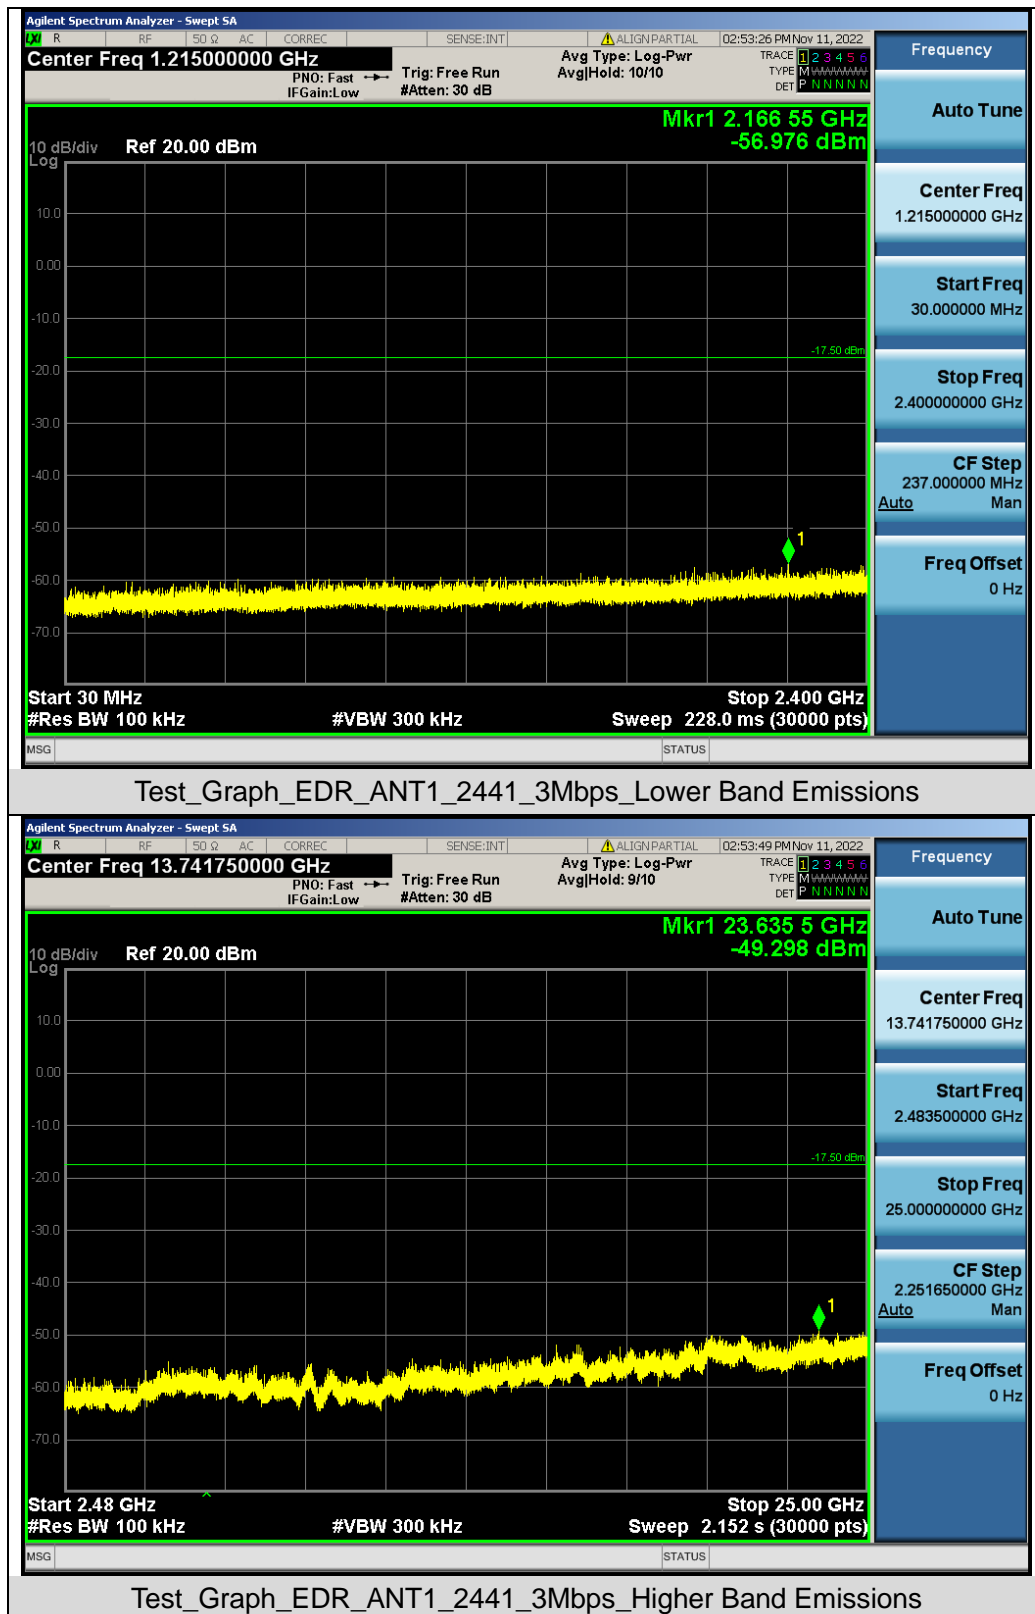 Agilent Spectrum Analyzer - Swept SA
LXI R RF 50 Ω AC CORREC SENSE:INT ALIGN PARTIAL 02:53:26 PM Nov 11, 2022
Center Freq 1.215000000 GHz
PNO: Fast
IFGain:Low
Trig: Free Run
#Atten: 30 dB
Avg Type: Log-Pwr
Avg|Hold: 10/10
TRACE 1 2 3 4 5 6
TYPE M
DET P N N N N N
Mkr1 2.166 55 GHz
-56.976 dBm
10 dB/div Ref 20.00 dBm
Log
10.0
0.00
-10.0
-17.50 dBm
-20.0
-30.0
-40.0
-50.0
1
-60.0
-70.0
Start 30 MHz Stop 2.400 GHz
#Res BW 100 kHz #VBW 300 kHz Sweep 228.0 ms (30000 pts)
MSG STATUS
Frequency
Auto Tune
Center Freq
1.215000000 GHz
Start Freq
30.000000 MHz
Stop Freq
2.400000000 GHz
CF Step
237.000000 MHz
Auto Man
Freq Offset
0 Hz
Test_Graph_EDR_ANT1_2441_3Mbps_Lower Band Emissions
Agilent Spectrum Analyzer - Swept SA
LXI R RF 50 Ω AC CORREC SENSE:INT ALIGN PARTIAL 02:53:49 PM Nov 11, 2022
Center Freq 13.741750000 GHz
PNO: Fast
IFGain:Low
Trig: Free Run
#Atten: 30 dB
Avg Type: Log-Pwr
Avg|Hold: 9/10
TRACE 1 2 3 4 5 6
TYPE M
DET P N N N N N
Mkr1 23.635 5 GHz
-49.298 dBm
10 dB/div Ref 20.00 dBm
Log
10.0
0.00
-10.0
-17.50 dBm
-20.0
-30.0
-40.0
1
-50.0
-60.0
-70.0
Start 2.48 GHz Stop 25.00 GHz
#Res BW 100 kHz #VBW 300 kHz Sweep 2.152 s (30000 pts)
MSG STATUS
Frequency
Auto Tune
Center Freq
13.741750000 GHz
Start Freq
2.483500000 GHz
Stop Freq
25.000000000 GHz
CF Step
2.251650000 GHz
Auto Man
Freq Offset
0 Hz
Test_Graph_EDR_ANT1_2441_3Mbps_Higher Band Emissions